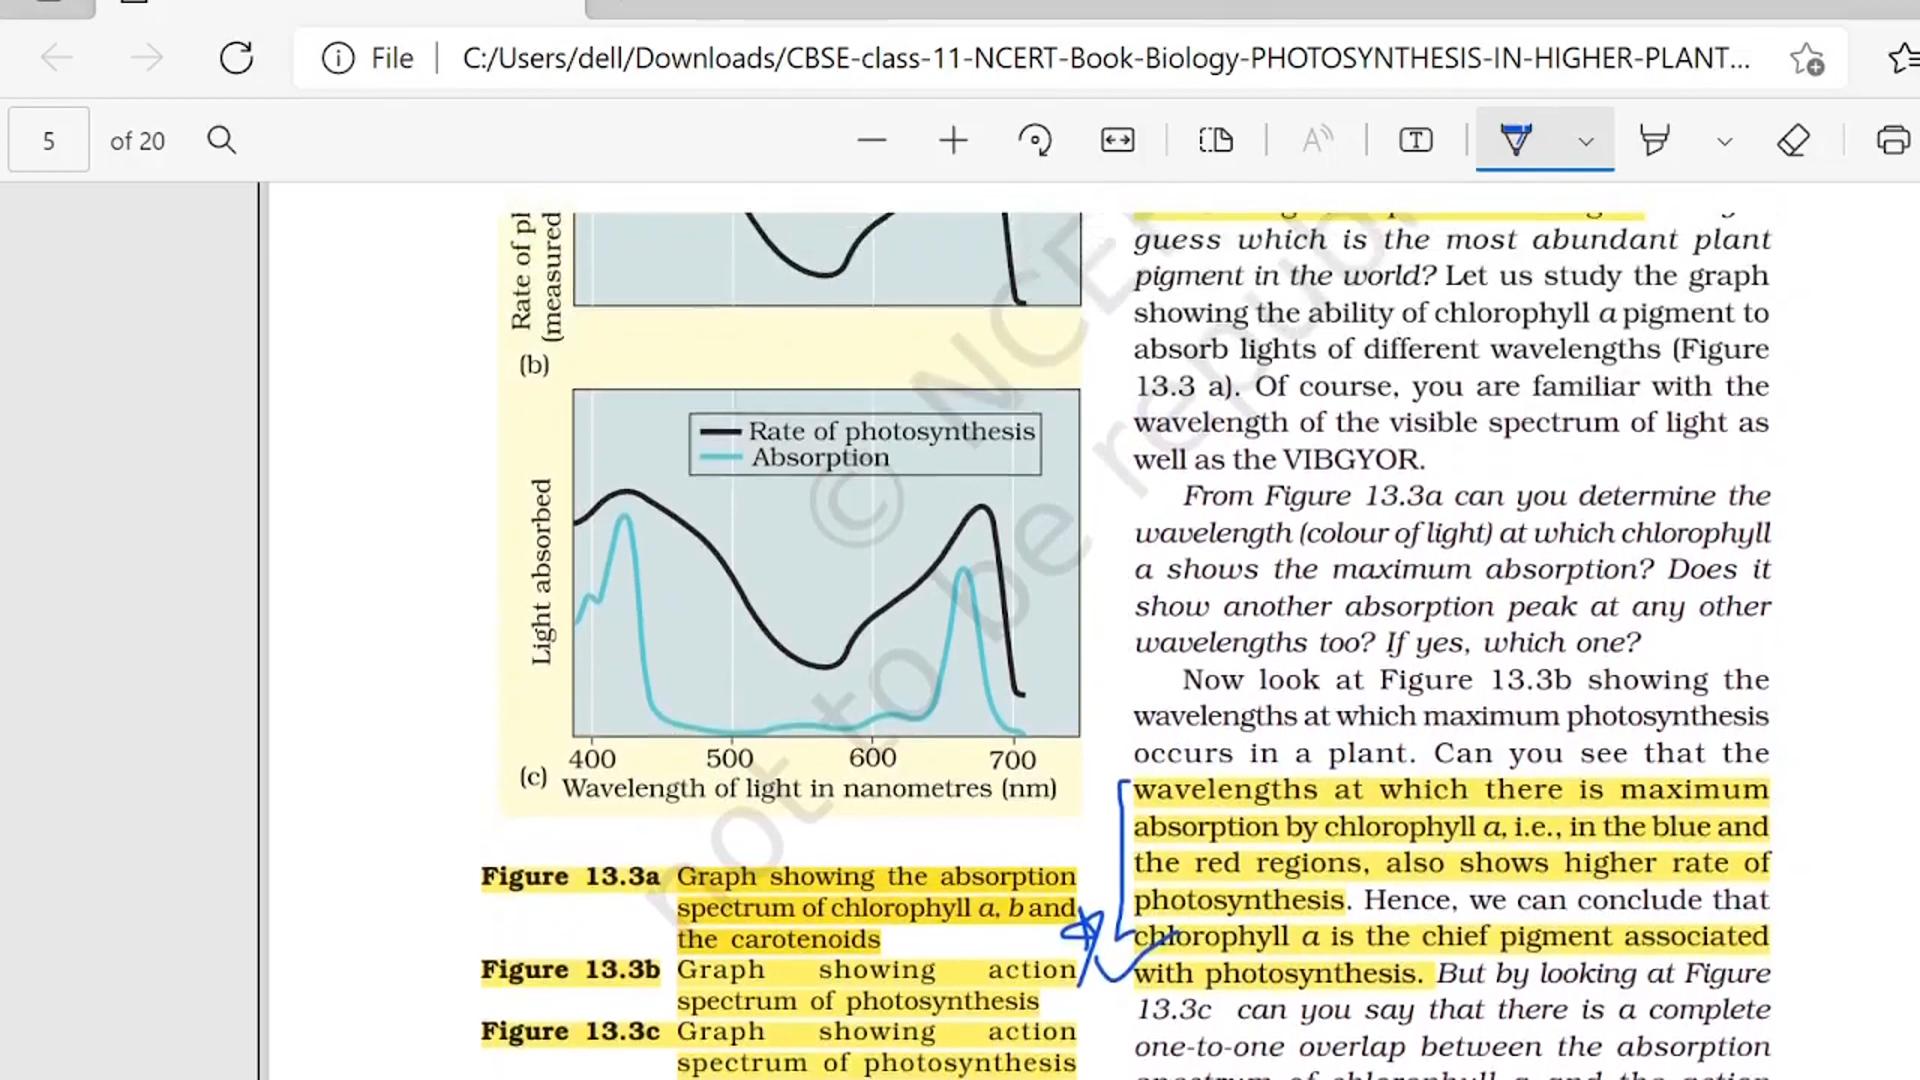 File
C:/Users/dell/Downloads/CBSE-class-11-NCERT-Book-Biology-PHOTOSYNTHESIS-IN-HIGHER-PLANT...
5 of 20
Rate of pl
(measured
(b)
Rate of photosynthesis
Absorption
Light absorbed
400 500 600 700
(c) Wavelength of light in nanometres (nm)
Figure 13.3a Graph showing the absorption
spectrum of chlorophyll a, b and
the carotenoids
Figure 13.3b Graph showing action
spectrum of photosynthesis
Figure 13.3c Graph showing action
spectrum of photosynthesis
guess which is the most abundant plant
pigment in the world? Let us study the graph
showing the ability of chlorophyll a pigment to
absorb lights of different wavelengths (Figure
13.3 a). Of course, you are familiar with the
wavelength of the visible spectrum of light as
well as the VIBGYOR.
From Figure 13.3a can you determine the
wavelength (colour of light) at which chlorophyll
a shows the maximum absorption? Does it
show another absorption peak at any other
wavelengths too? If yes, which one?
Now look at Figure 13.3b showing the
wavelengths at which maximum photosynthesis
occurs in a plant. Can you see that the
wavelengths at which there is maximum
absorption by chlorophyll a, i.e., in the blue and
the red regions, also shows higher rate of
photosynthesis. Hence, we can conclude that
chlorophyll a is the chief pigment associated
with photosynthesis. But by looking at Figure
13.3c can you say that there is a complete
one-to-one overlap between the absorption
© NCE
not to be repu